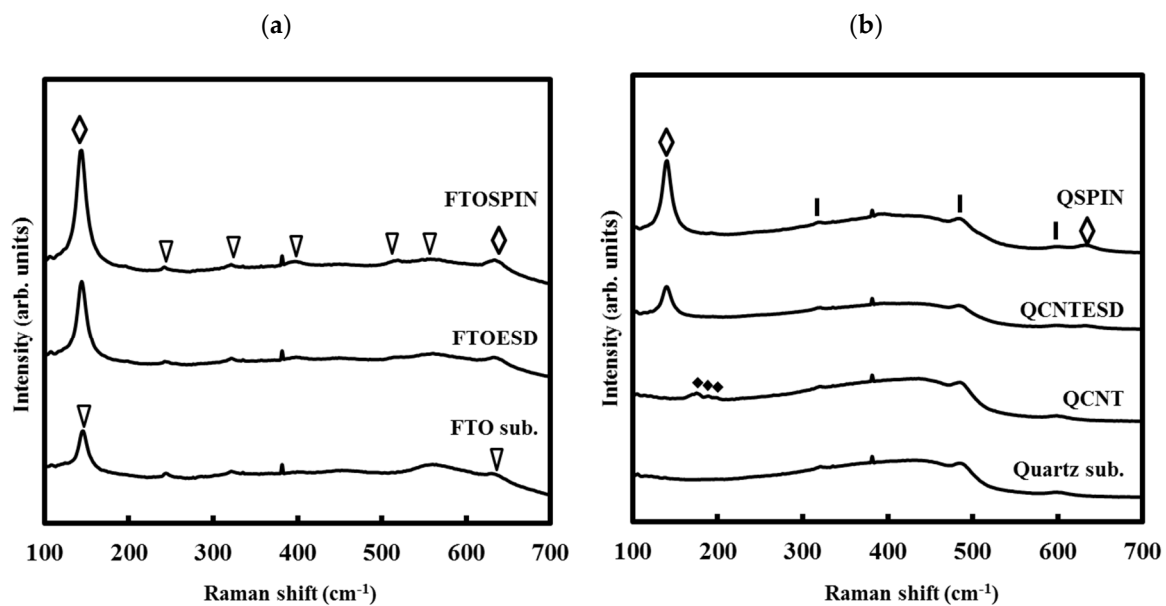 (a)
Intensity (arb. units)
FTOSPIN
FTOESD
FTO sub.
100 200 300 400 500 600 700
Raman shift (cm⁻¹)
(b)
Intensity (arb. units)
QSPIN
QCNTESD
QCNT
Quartz sub.
100 200 300 400 500 600 700
Raman shift (cm⁻¹)